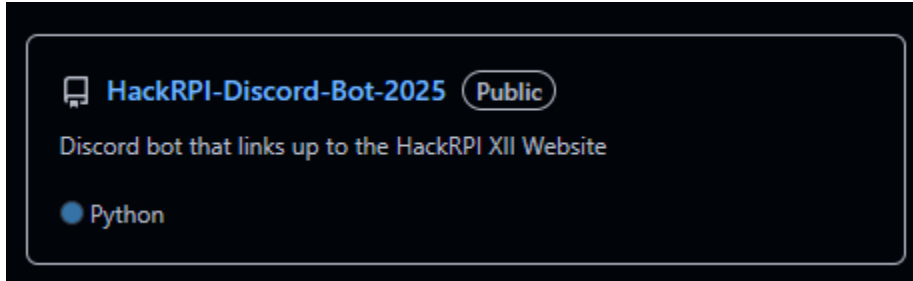 HackRPI-Discord-Bot-2025 Public
Discord bot that links up to the HackRPI XII Website
Python